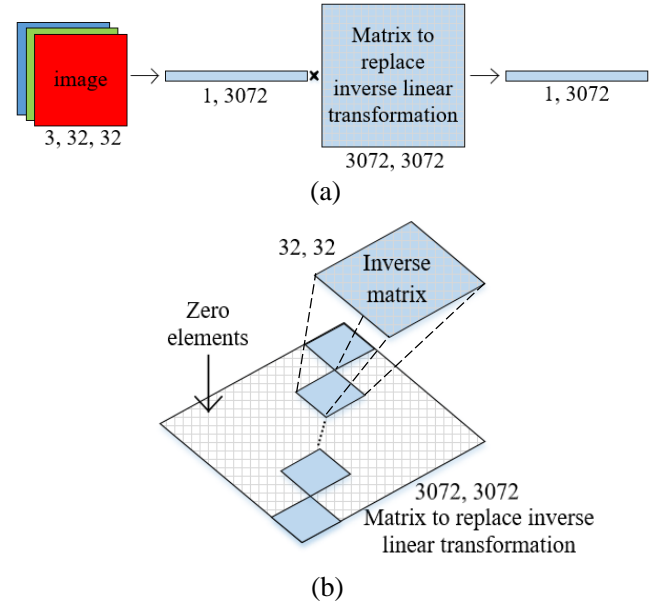 image
3, 32, 32
1, 3072
×
Matrix to
replace
inverse linear
transformation
3072, 3072
1, 3072
(a)
32, 32
Inverse
matrix
Zero
elements
3072, 3072
Matrix to replace inverse
linear transformation
(b)